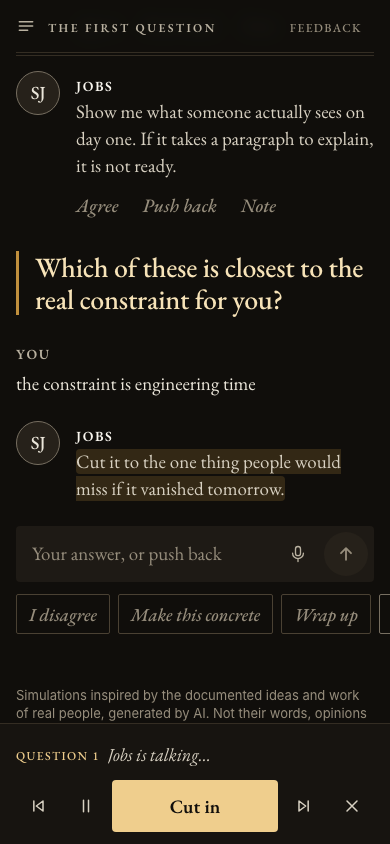 THE FIRST QUESTION
FEEDBACK
SJ
JOBS
Show me what someone actually sees on
day one. If it takes a paragraph to explain,
it is not ready.
Agree Push back Note
Which of these is closest to the
real constraint for you?
YOU
the constraint is engineering time
SJ
JOBS
Cut it to the one thing people would
miss if it vanished tomorrow.
Your answer, or push back
I disagree Make this concrete Wrap up
Simulations inspired by the documented ideas and work
of real people, generated by AI. Not their words, opinions
QUESTION 1 Jobs is talking…
Cut in